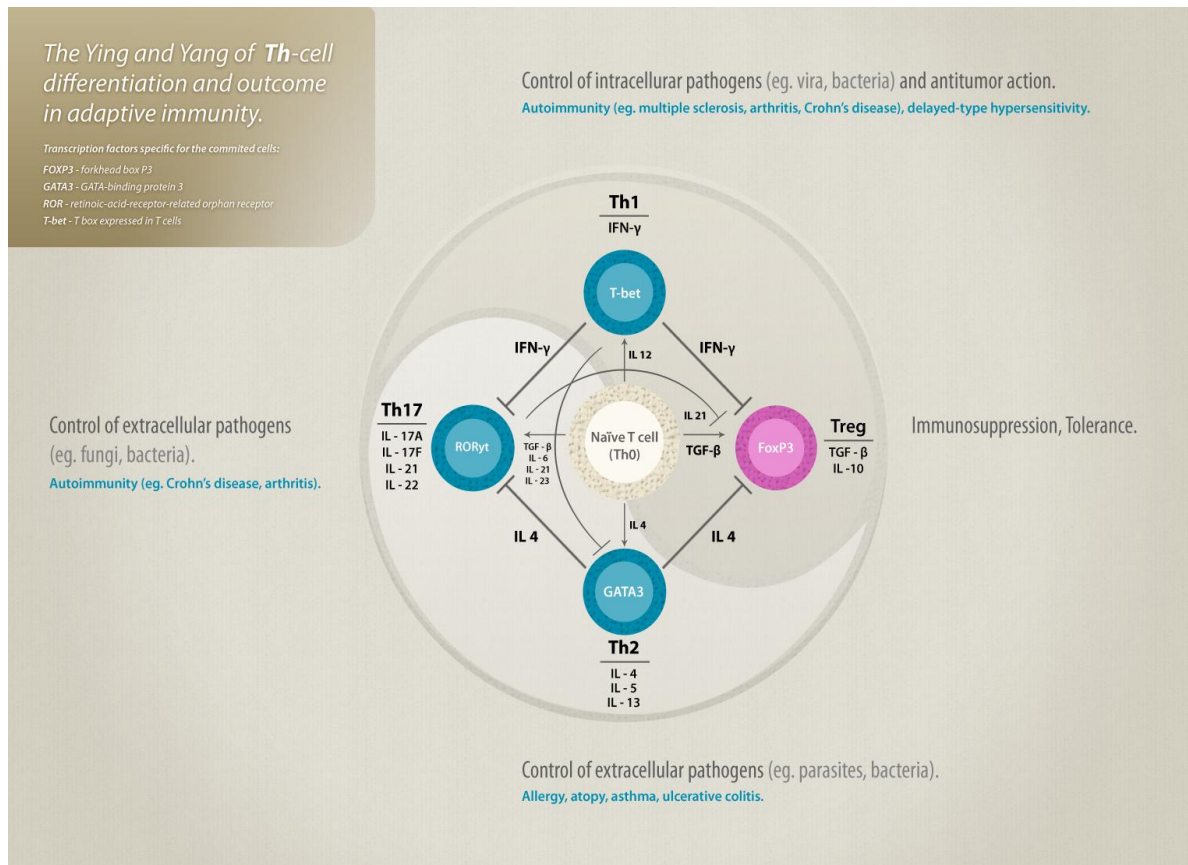 The Ying and Yang of Th-cell
differentiation and outcome
in adaptive immunity.
Transcription factors specific for the commited cells:
FOXP3 - forkhead box P3
GATA3 - GATA-binding protein 3
ROR - retinoic-acid-receptor-related orphan receptor
T-bet - T box expressed in T cells
Control of intracellurar pathogens (eg. vira, bacteria) and antitumor action.
Autoimmunity (eg. multiple sclerosis, arthritis, Crohn's disease), delayed-type hypersensitivity.
Th1
IFN-γ
T-bet
IFN-γ
IL 12
IFN-γ
Control of extracellular pathogens
(eg. fungi, bacteria).
Autoimmunity (eg. Crohn's disease, arthritis).
Th17
IL - 17A
IL - 17F
IL - 21
IL - 22
RORyt
TGF - β
IL - 6
IL - 21
IL - 23
Naïve T cell
(Th0)
IL 21
TGF-β
FoxP3
Treg
TGF - β
IL -10
Immunosuppression, Tolerance.
IL 4
IL 4
IL 4
GATA3
Th2
IL - 4
IL - 5
IL - 13
Control of extracellular pathogens (eg. parasites, bacteria).
Allergy, atopy, asthma, ulcerative colitis.